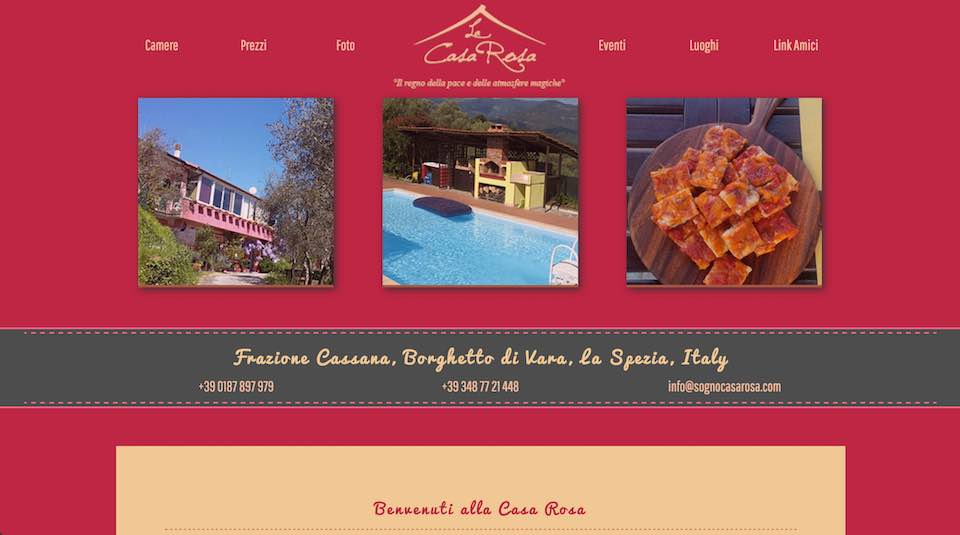 Camere
Prezzi
Foto
La
Casa Rosa
"Il regno della pace e delle atmosfere magiche"
Eventi
Luoghi
Link Amici
Frazione Cassana, Borghetto di Vara, La Spezia, Italy
+39 0187 897 979
+39 348 77 21 448
info@sognocasarosa.com
Benvenuti alla Casa Rosa